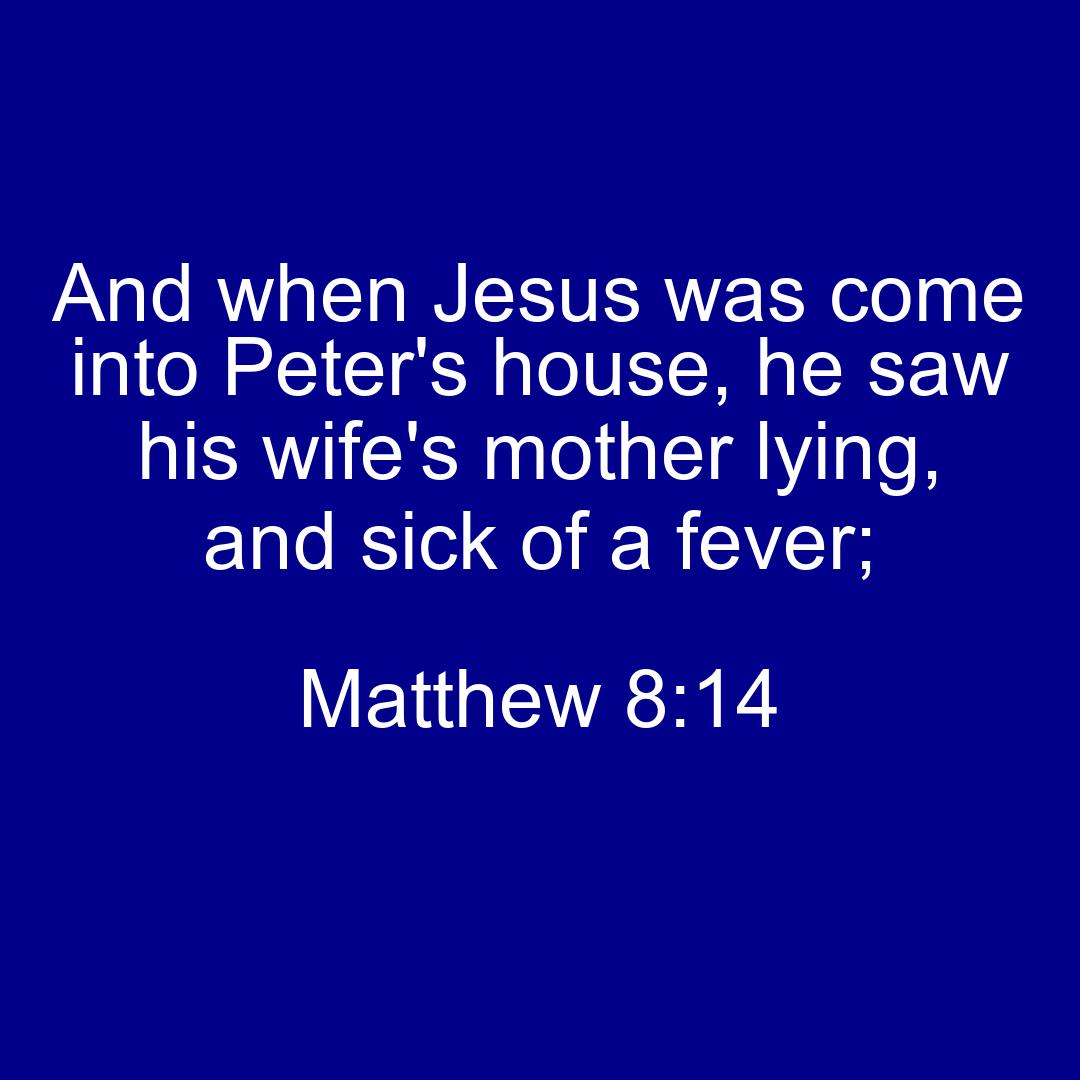 And when Jesus was come
into Peter's house, he saw
his wife's mother lying,
and sick of a fever;
Matthew 8:14